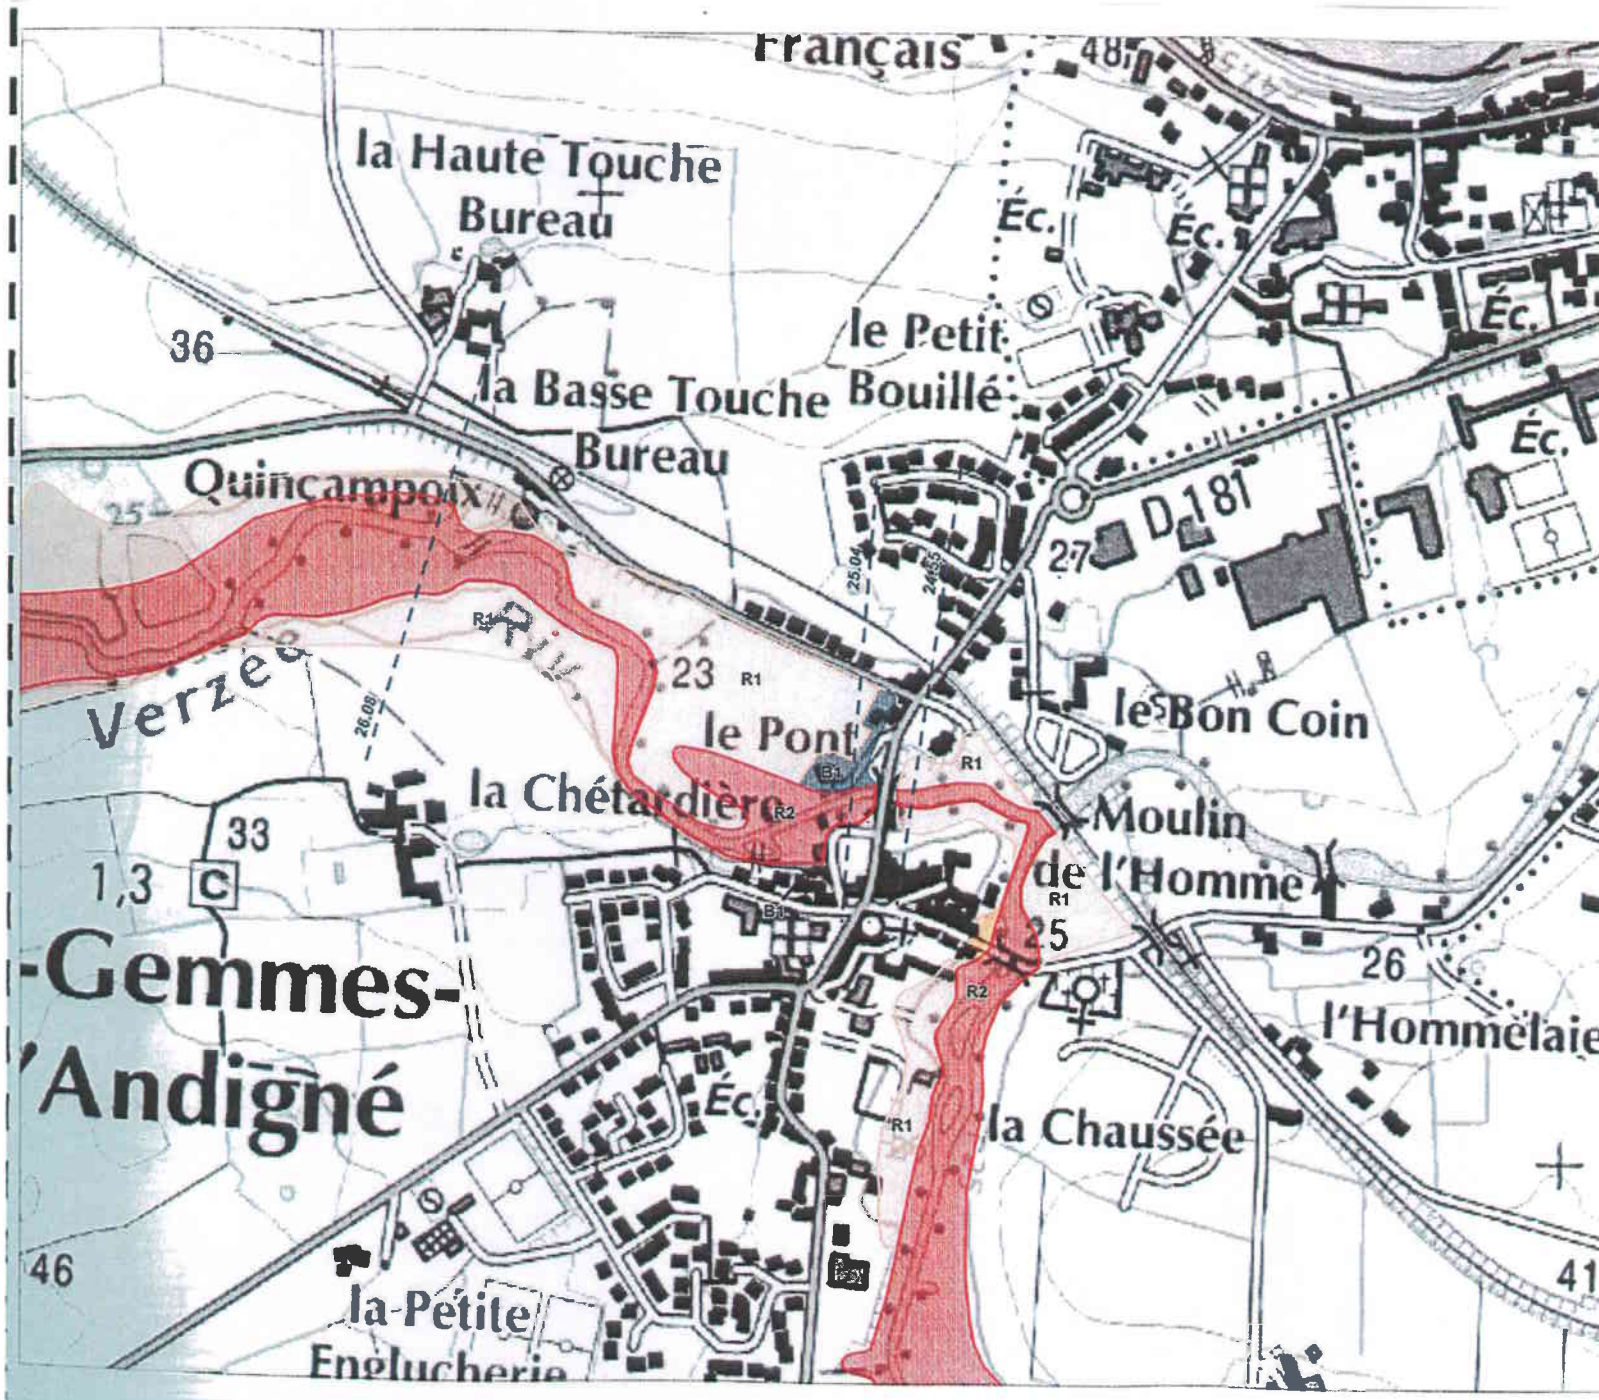 Français
48
la Haute Touche
Bureau
Éc.
Éc.
Éc.
36
le Petit
Bouillé
la Basse Touche
Bureau
Éc.
Quincampoix
25
D 181
27
25.04
24.55
R1
Riv.
23
R1
Verzée
26.08
le Pont
le Bon Coin
B1
R1
la Chétardière
R2
Moulin
de l'Homme
33
1,3
C
R1
B1
25
26
-Gemmes-
R2
l'Hommelaie
'Andigné
Éc.
R1
la Chaussée
46
41
la Petite
Englucherie